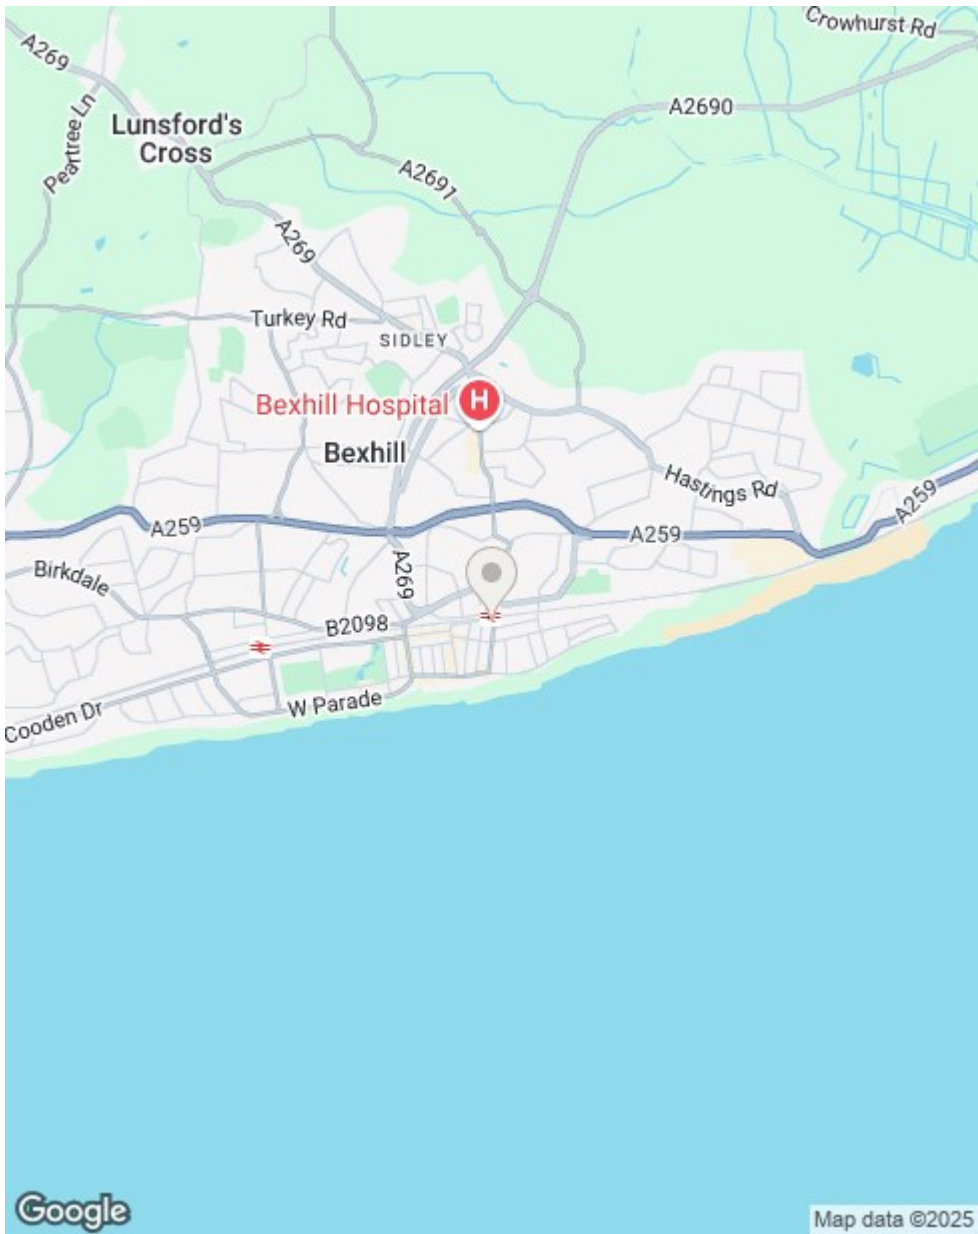 Crowhurst Rd
A269
A2690
Peartree Ln
Lunsford's
Cross
A2691
A269
Turkey Rd
SIDLEY
H
Bexhill Hospital
Bexhill
Hastings Rd
A259
A259
A259
Birkdale
A269
B2098
W Parade
Cooden Dr
Google
Map data ©2025